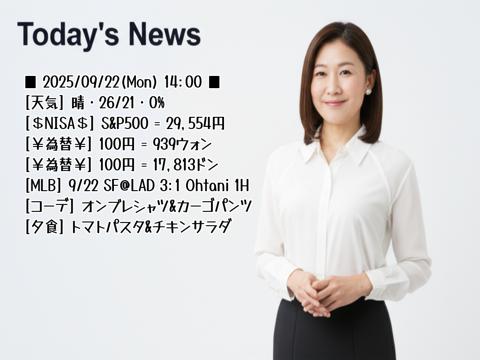 Today's News
■ 2025/09/22(Mon) 14:00 ■
[天気] 晴・26/21・0%
[＄NISA＄] S&P500 = 29,554円
[￥為替￥] 100円 = 939ウォン
[￥為替￥] 100円 = 17,813ドン
[MLB] 9/22 SF@LAD 3:1 Ohtani 1H
[コーデ] オンブレシャツ&カーゴパンツ
[夕食] トマトパスタ&チキンサラダ